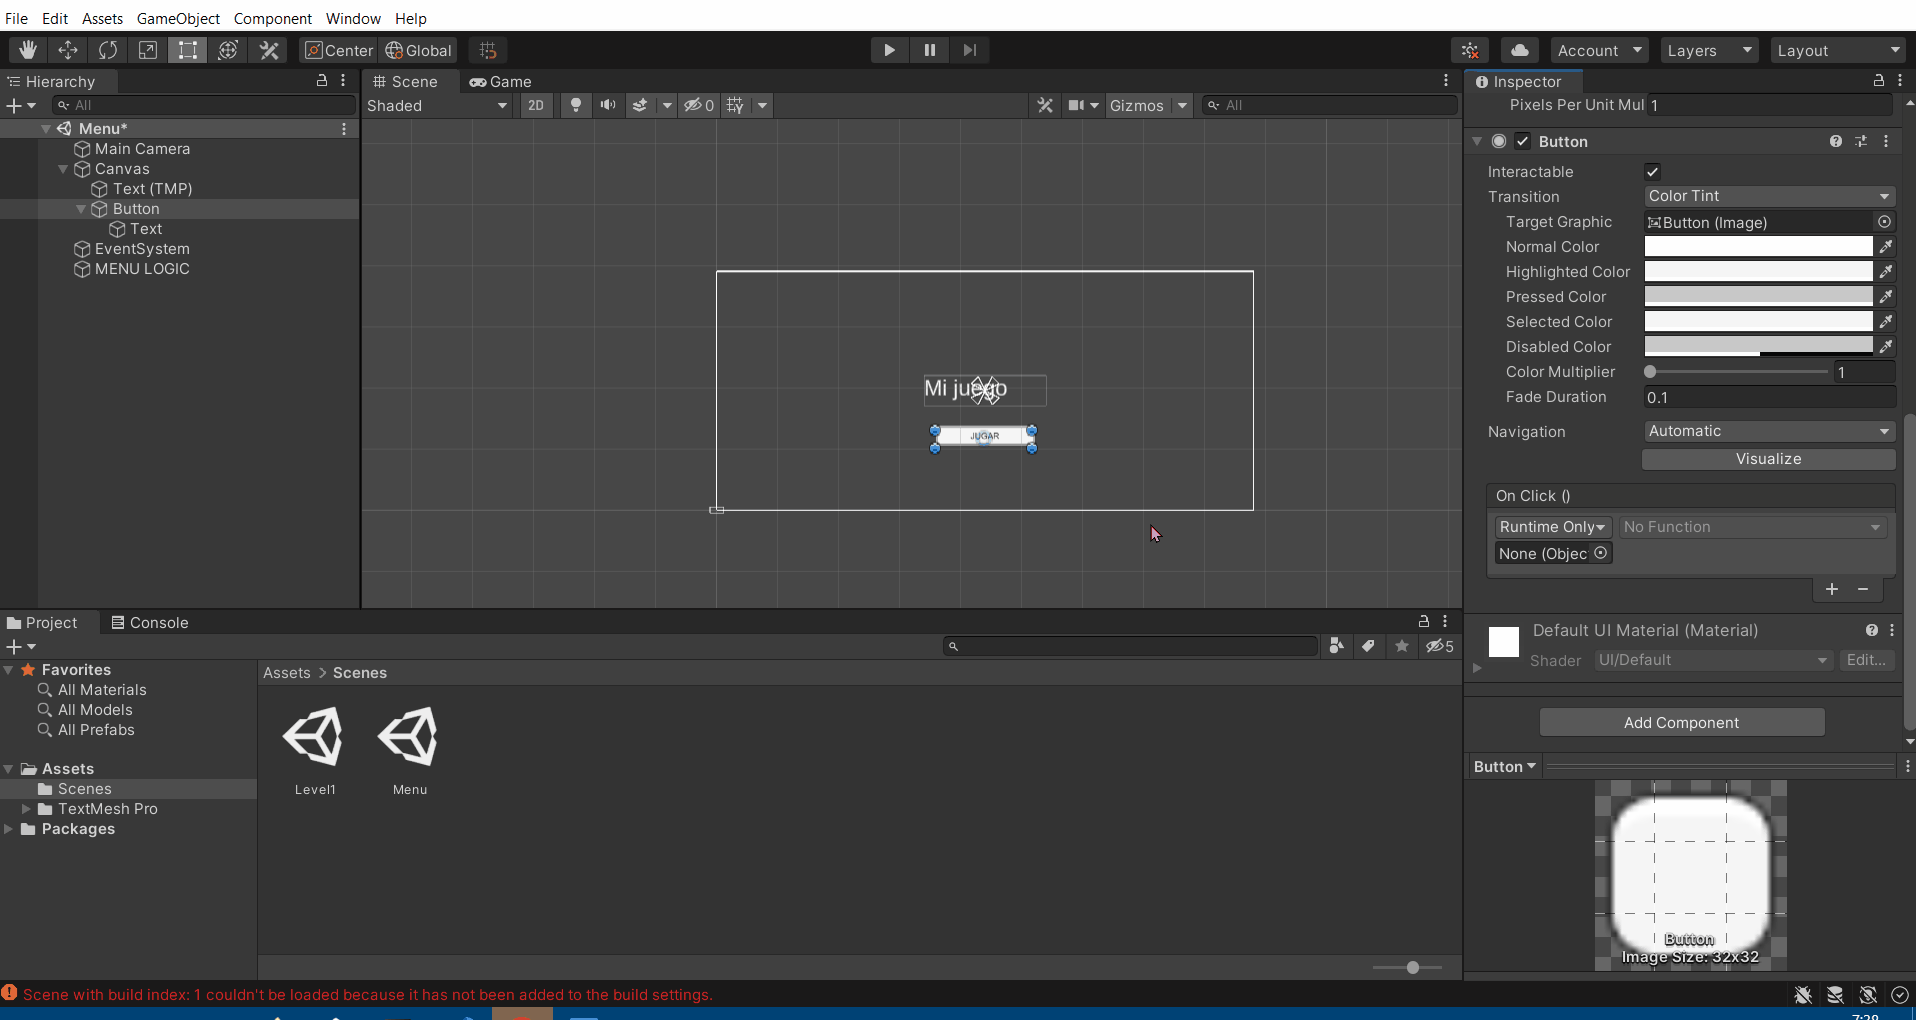 File Edit Assets GameObject Component Window Help
Center Global Account Layers Layout
Hierarchy
All
Menu*
Main Camera
Canvas
Text (TMP)
Button
Text
EventSystem
MENU LOGIC
Scene Game
Shaded 2D 0 Gizmos All
Mi juego
JUGAR
Inspector
Pixels Per Unit Mul 1
Button
Interactable
Transition Color Tint
Target Graphic Button (Image)
Normal Color
Highlighted Color
Pressed Color
Selected Color
Disabled Color
Color Multiplier 1
Fade Duration 0.1
Navigation Automatic
Visualize
On Click ()
Runtime Only No Function
None (Objec
Default UI Material (Material)
Shader UI/Default Edit...
Add Component
Button
Button
Image Size: 32x32
Project Console
5
Favorites
All Materials
All Models
All Prefabs
Assets
Scenes
TextMesh Pro
Packages
Assets > Scenes
Level1 Menu
Scene with build index: 1 couldn't be loaded because it has not been added to the build settings.